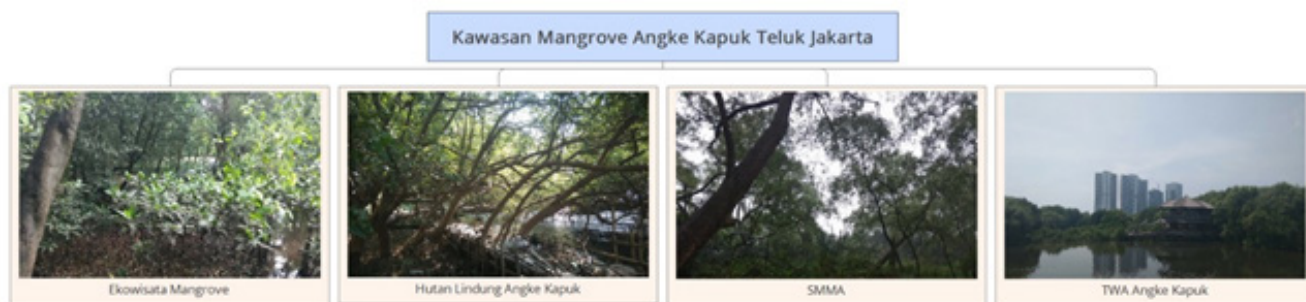 Kawasan Mangrove Angke Kapuk Teluk Jakarta
Ekowisata Mangrove
Hutan Lindung Angke Kapuk
SMMA
TWA Angke Kapuk